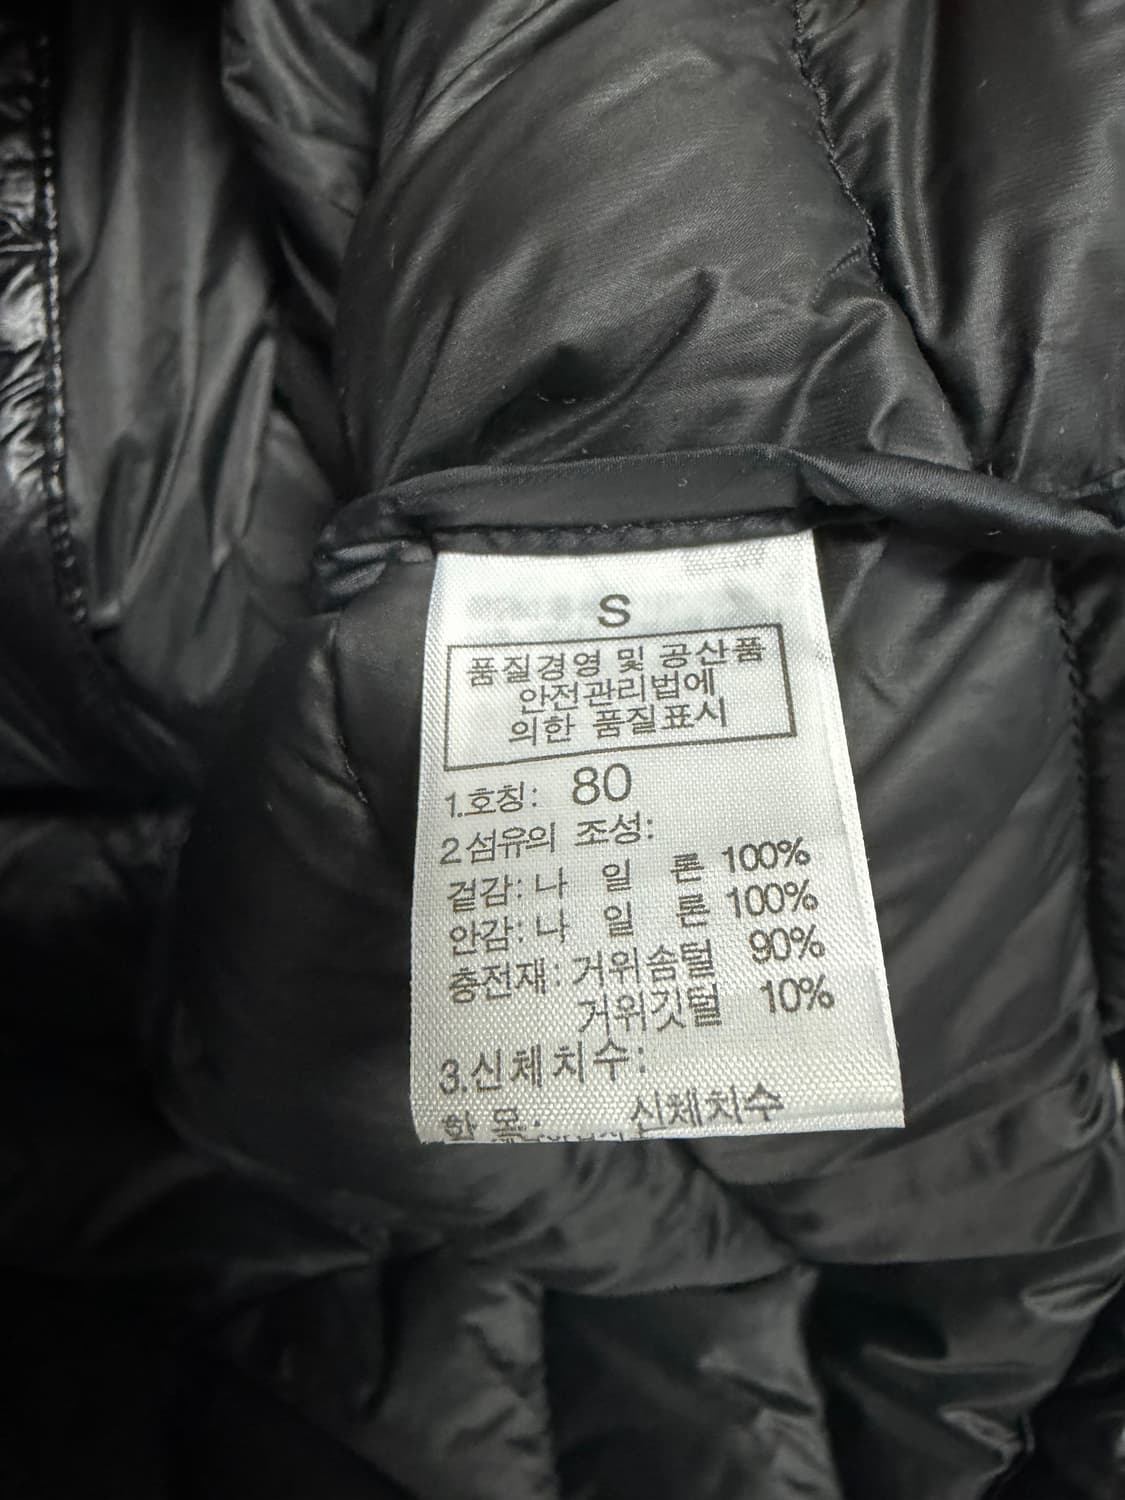 S
품질경영 및 공산품
안전관리법에
의한 품질표시
1.호칭: 80
2섬유의 조성:
겉감: 나 일 론 100%
안감: 나 일 론 100%
충전재: 거위솜털 90%
거위깃털 10%
3.신체치수:
신체치수